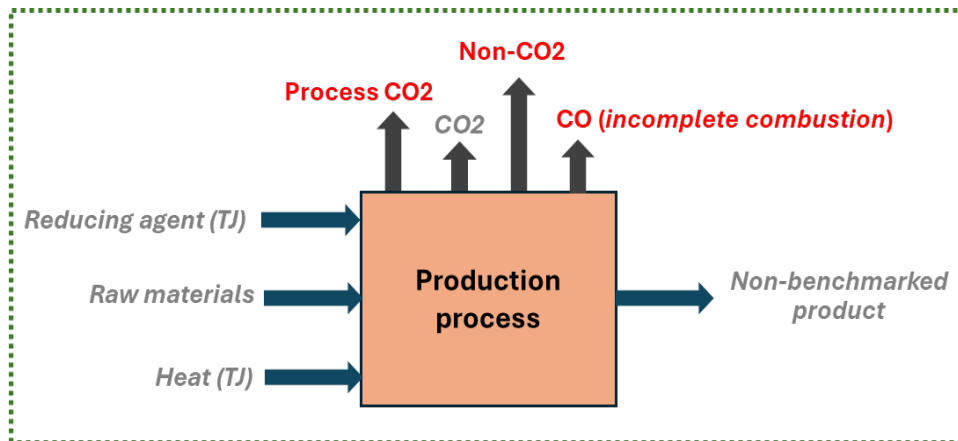 Non-CO2
Process CO2
CO2
CO (incomplete combustion)
Reducing agent (TJ)
Raw materials
Heat (TJ)
Production
process
Non-benchmarked
product